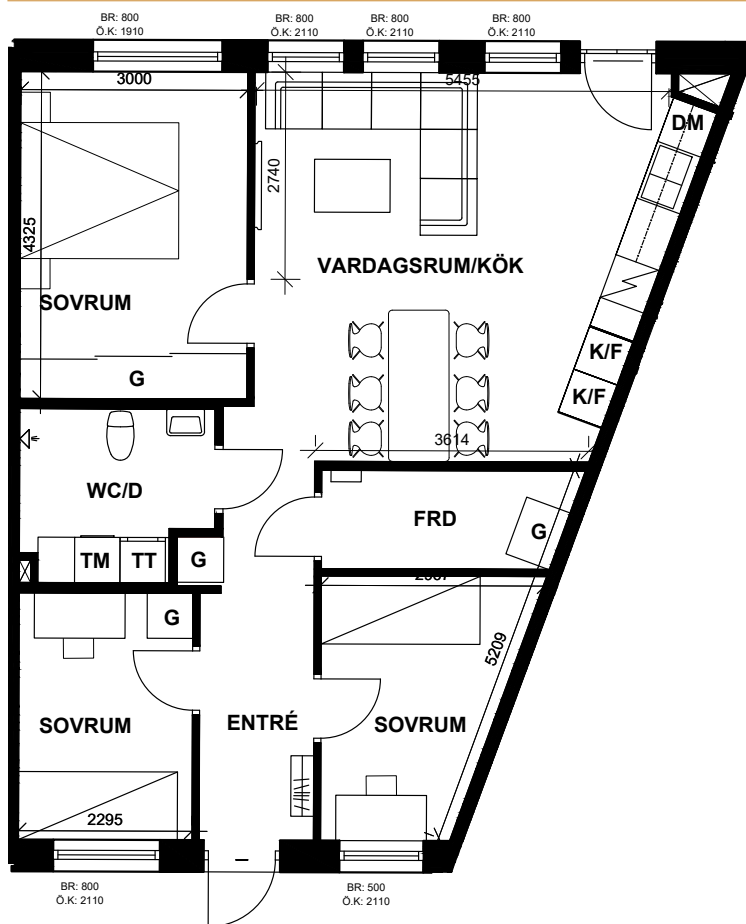 BR: 800
Ö.K: 1910
BR: 800
Ö.K: 2110
BR: 800
Ö.K: 2110
BR: 800
Ö.K: 2110
3000
5455
DM
2740
4325
VARDAGSRUM/KÖK
SOVRUM
K/F
G
K/F
3614
WC/D
FRD
G
TM
TT
G
G
5209
SOVRUM
ENTRÉ
SOVRUM
2295
BR: 800
Ö.K: 2110
BR: 500
Ö.K: 2110